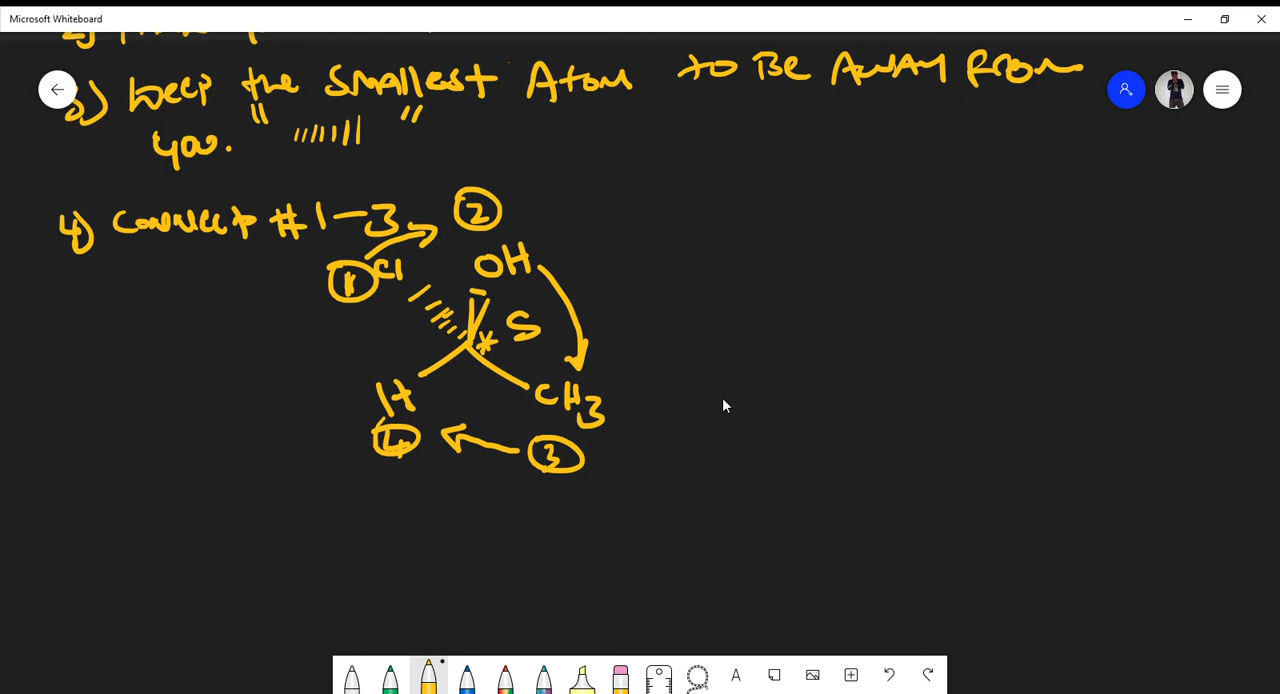 Microsoft Whiteboard
3) keep the smallest Atom to Be Away From
" "
you.
4) connect #1-3
2
1 Cl
OH
S
*
H
CH3
4
3
A